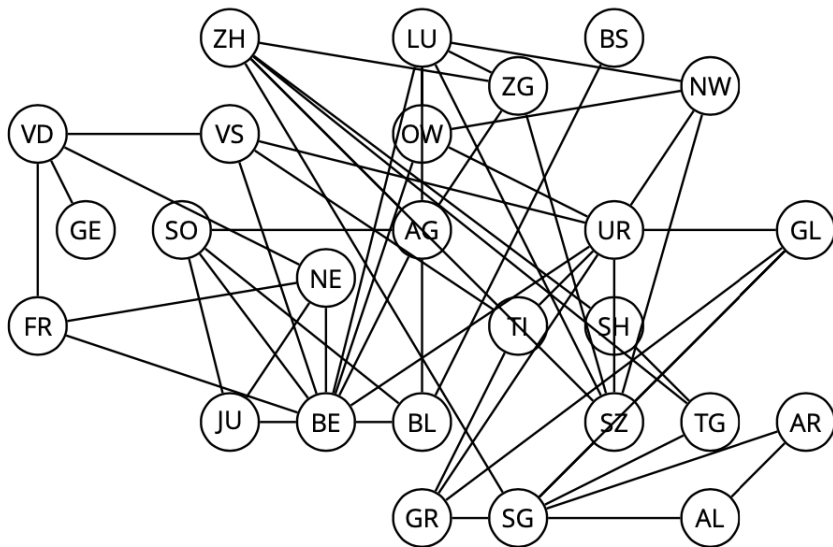 ZH LU BS
ZG NW
VD VS OW
GE SO AG UR GL
NE
FR TI SH
JU BE BL SZ TG AR
GR SG AL